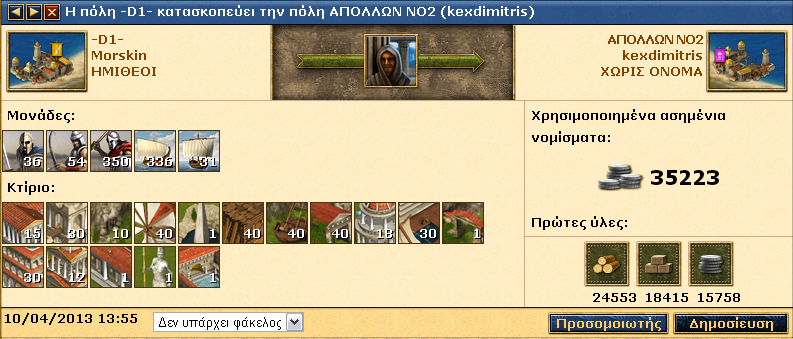 Η πόλη -D1- κατασκοπεύει την πόλη ΑΠΟΛΛΩΝ ΝΟ2 (kexdimitris)
-D1-
Morskin
ΗΜΙΘΕΟΙ
ΑΠΟΛΛΩΝ ΝΟ2
kexdimitris
ΧΩΡΙΣ ΟΝΟΜΑ
Μονάδες:
36 54 350 336 31
Κτίριο:
15 30 10 40 1 40 40 40 18 30 1
30 12 1 1 1
Χρησιμοποιημένα ασημένια
νομίσματα:
35223
Πρώτες ύλες:
24553 18415 15758
10/04/2013 13:55
Δεν υπάρχει φάκελος
Προσομοιωτής
Δημοσίευση